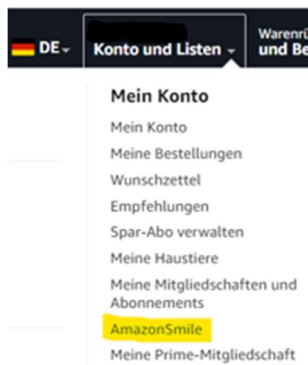 DE
Konto und Listen
und Be
Mein Konto
Mein Konto
Meine Bestellungen
Wunschzettel
Empfehlungen
Spar-Abo verwalten
Meine Haustiere
Meine Mitgliedschaften und
Abonnements
AmazonSmile
Meine Prime-Mitgliedschaft